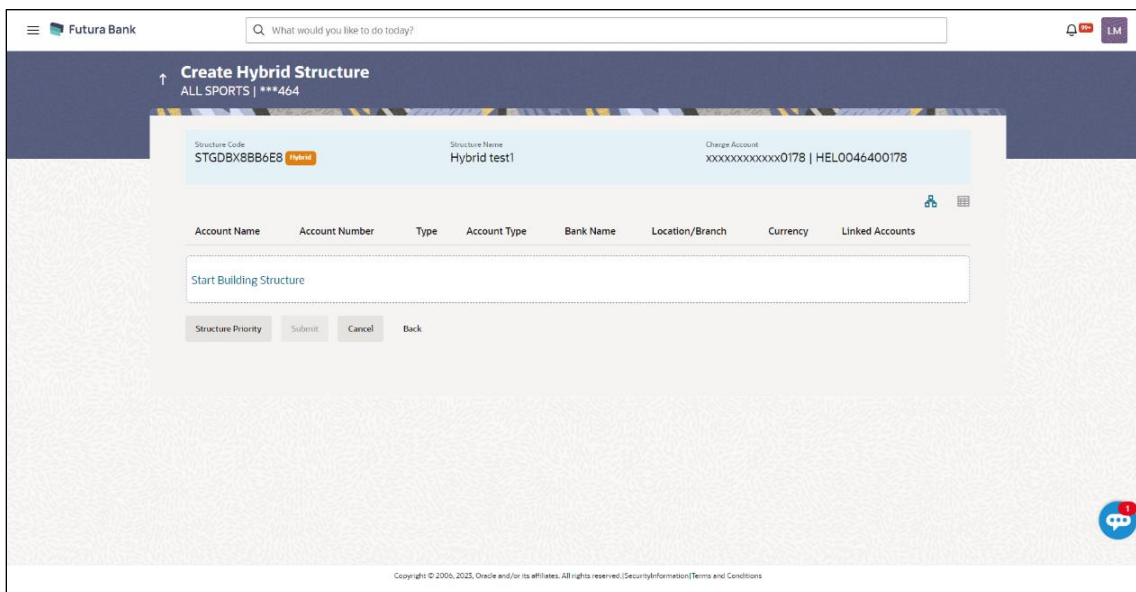 Futura Bank
What would you like to do today?
99+
LM
Create Hybrid Structure
ALL SPORTS | ***464
Structure Code
STGDBX8BB6E8 Hybrid
Structure Name
Hybrid test1
Charge Account
xxxxxxxxxxxx0178 | HEL0046400178
Account Name Account Number Type Account Type Bank Name Location/Branch Currency Linked Accounts
Start Building Structure
Structure Priority Submit Cancel Back
1
Copyright © 2006, 2023, Oracle and/or its affiliates. All rights reserved.|SecurityInformation|Terms and Conditions